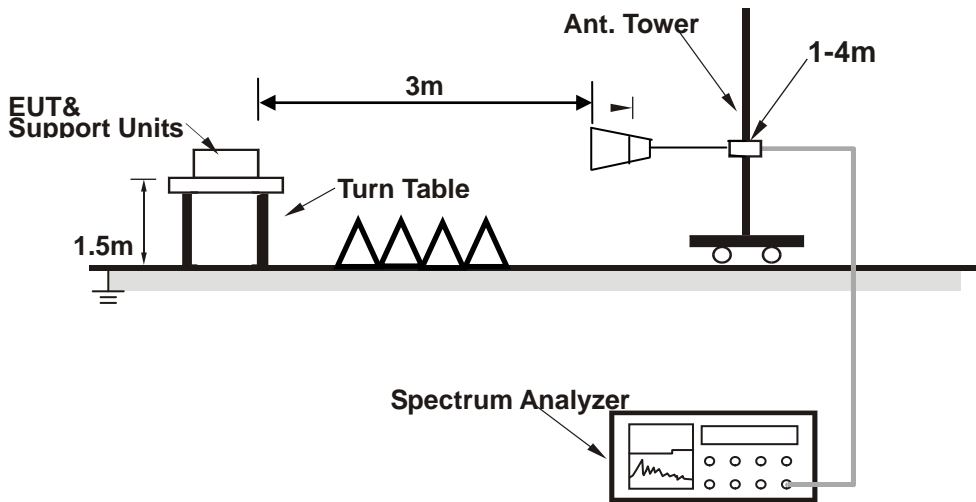 Ant. Tower
1-4m
3m
EUT&
Support Units
Turn Table
1.5m
Spectrum Analyzer